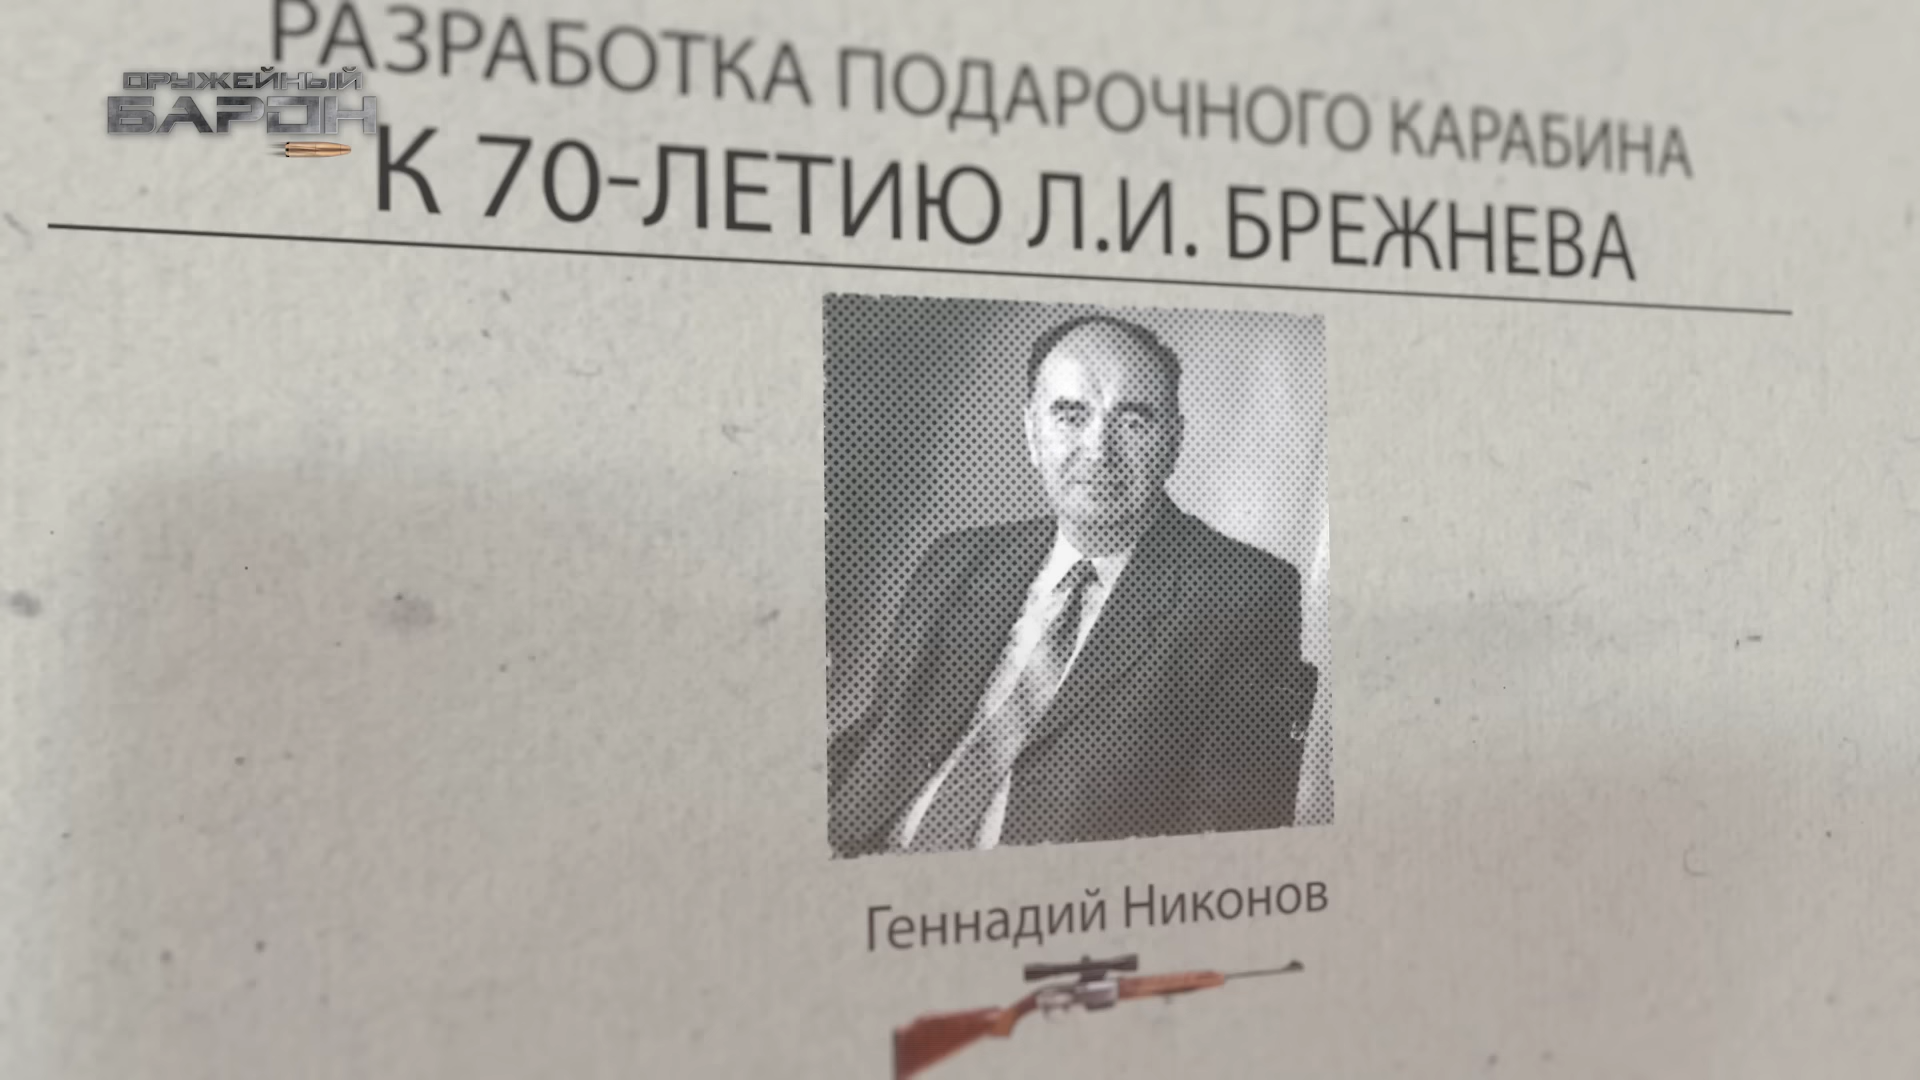 РАЗРАБОТКА ПОДАРОЧНОГО КАРАБИНА
ОРУЖЕЙНЫЙ
БАРОН
К 70-ЛЕТИЮ Л.И. БРЕЖНЕВА
Геннадий Никонов